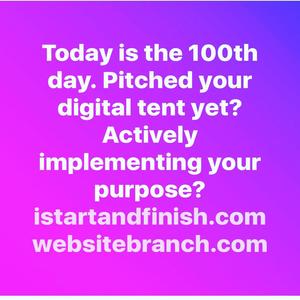 Today is the 100th
day. Pitched your
digital tent yet?
Actively
implementing your
purpose?
istartandfinish.com
websitebranch.com